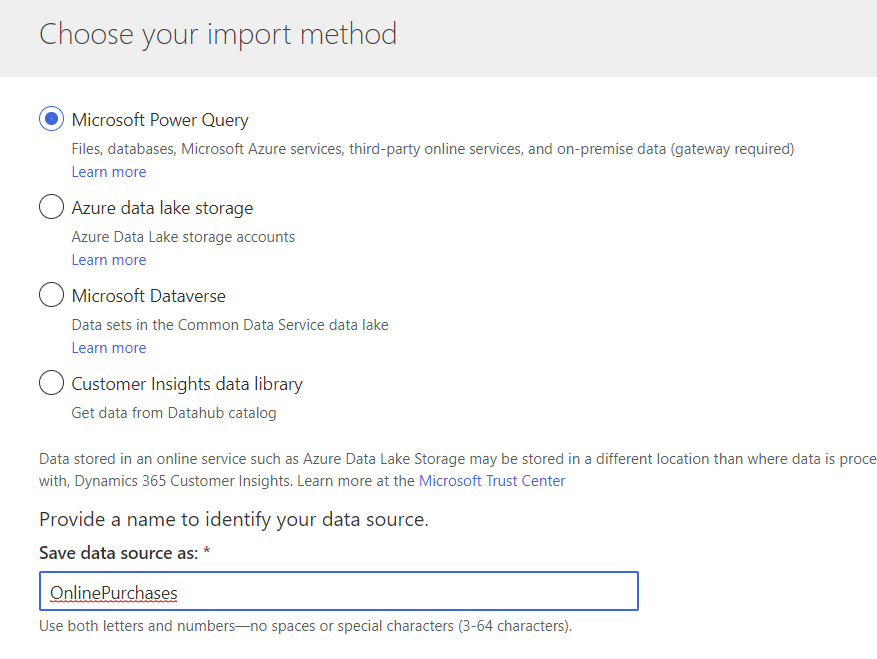 Choose your import method
Microsoft Power Query
Files, databases, Microsoft Azure services, third-party online services, and on-premise data (gateway required)
Learn more
Azure data lake storage
Azure Data Lake storage accounts
Learn more
Microsoft Dataverse
Data sets in the Common Data Service data lake
Learn more
Customer Insights data library
Get data from Datahub catalog
Data stored in an online service such as Azure Data Lake Storage may be stored in a different location than where data is proce
with, Dynamics 365 Customer Insights. Learn more at the Microsoft Trust Center
Provide a name to identify your data source.
Save data source as: *
OnlinePurchases
Use both letters and numbers—no spaces or special characters (3-64 characters).